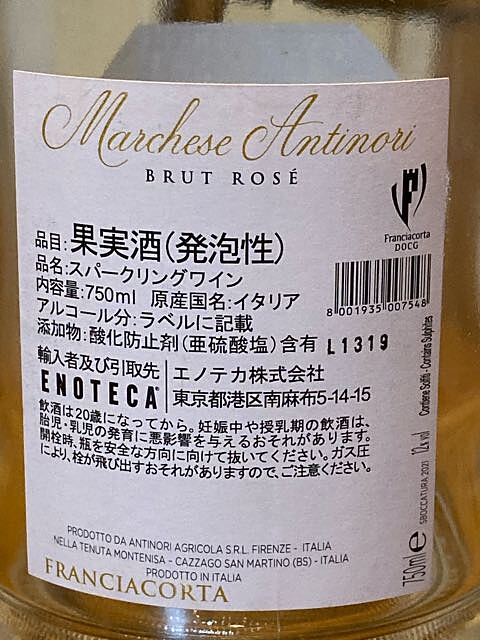 Marchese Antinori
BRUT ROSÉ
Franciacorta
DOCG
品目:果実酒(発泡性)
品名:スパークリングワイン
内容量:750ml 原産国名:イタリア
アルコール分:ラベルに記載
添加物:酸化防止剤(亜硫酸塩)含有 L1319
8 001935 007548
Contiene Solfiti - Contains Sulphites
輸入者及び引取先
ENOTECA®
エノテカ株式会社
東京都港区南麻布5-14-15
飲酒は20歳になってから。妊娠中や授乳期の飲酒は、
胎児・乳児の発育に悪影響を与えるおそれがあります。
開栓時、瓶を安全な方向に向けて抜いてください。ガス圧
により、栓が飛び出すおそれがありますので、ご注意ください。
750ml e
12% vol
SBOCCATURA 2021
PRODOTTO DA ANTINORI AGRICOLA S.R.L. FIRENZE - ITALIA
NELLA TENUTA MONTENISA - CAZZAGO SAN MARTINO (BS) - ITALIA
PRODOTTO IN ITALIA
FRANCIACORTA